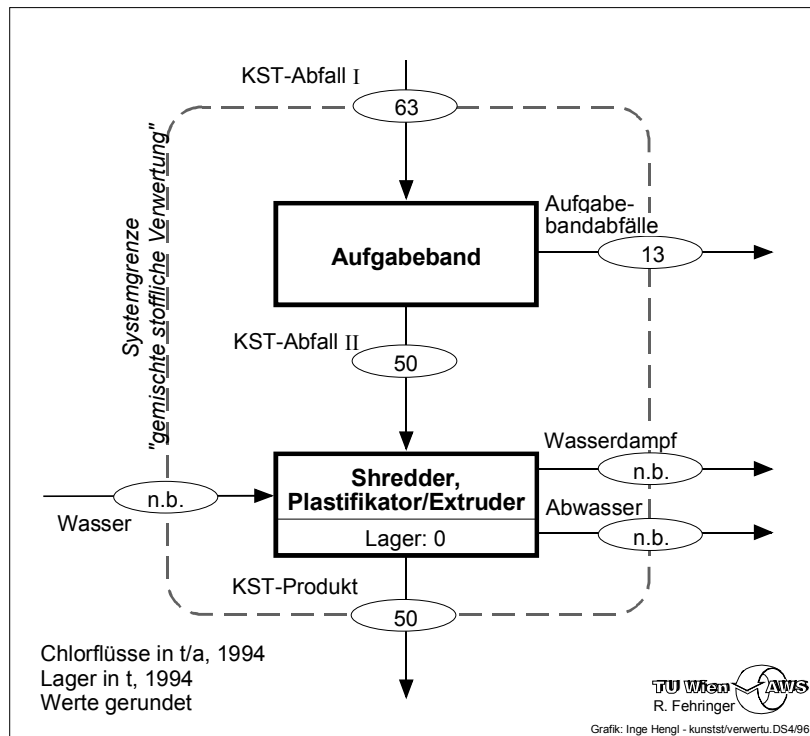 KST-Abfall I
63
Systemgrenze
"gemischte stoffliche Verwertung"
Aufgabeband
Aufgabe-
bandabfälle
13
KST-Abfall II
50
Wasserdampf
n.b.
Shredder,
Plastifikator/Extruder
Lager: 0
n.b.
Wasser
Abwasser
n.b.
KST-Produkt
50
Chlorflüsse in t/a, 1994
Lager in t, 1994
Werte gerundet
TU Wien AWS
R. Fehringer
Grafik: Inge Hengl - kunstst/verwertu.DS4/96